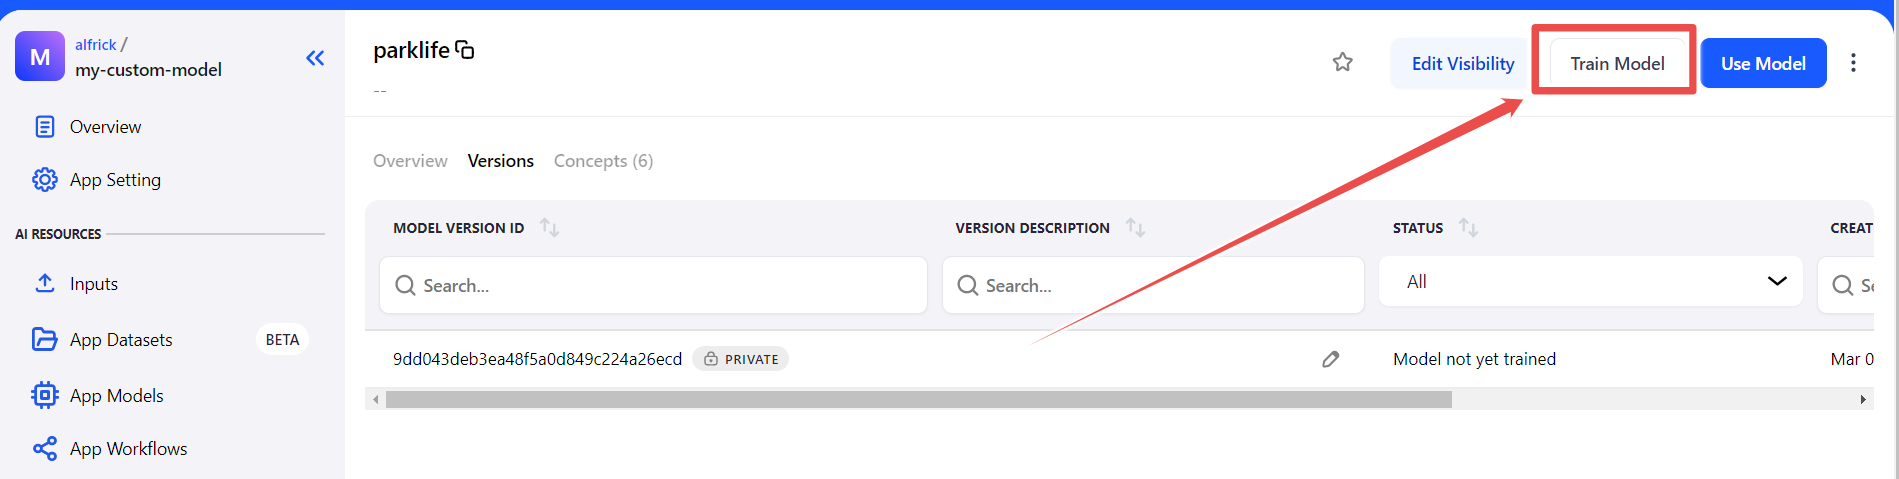 M
alfrick /
my-custom-model
Overview
App Setting
AI RESOURCES
Inputs
App Datasets BETA
App Models
App Workflows
parklife
--
Edit Visibility Train Model Use Model
Overview Versions Concepts (6)
MODEL VERSION ID VERSION DESCRIPTION STATUS CREAT
Search... Search... All Se
9dd043deb3ea48f5a0d849c224a26ecd PRIVATE Model not yet trained Mar 0